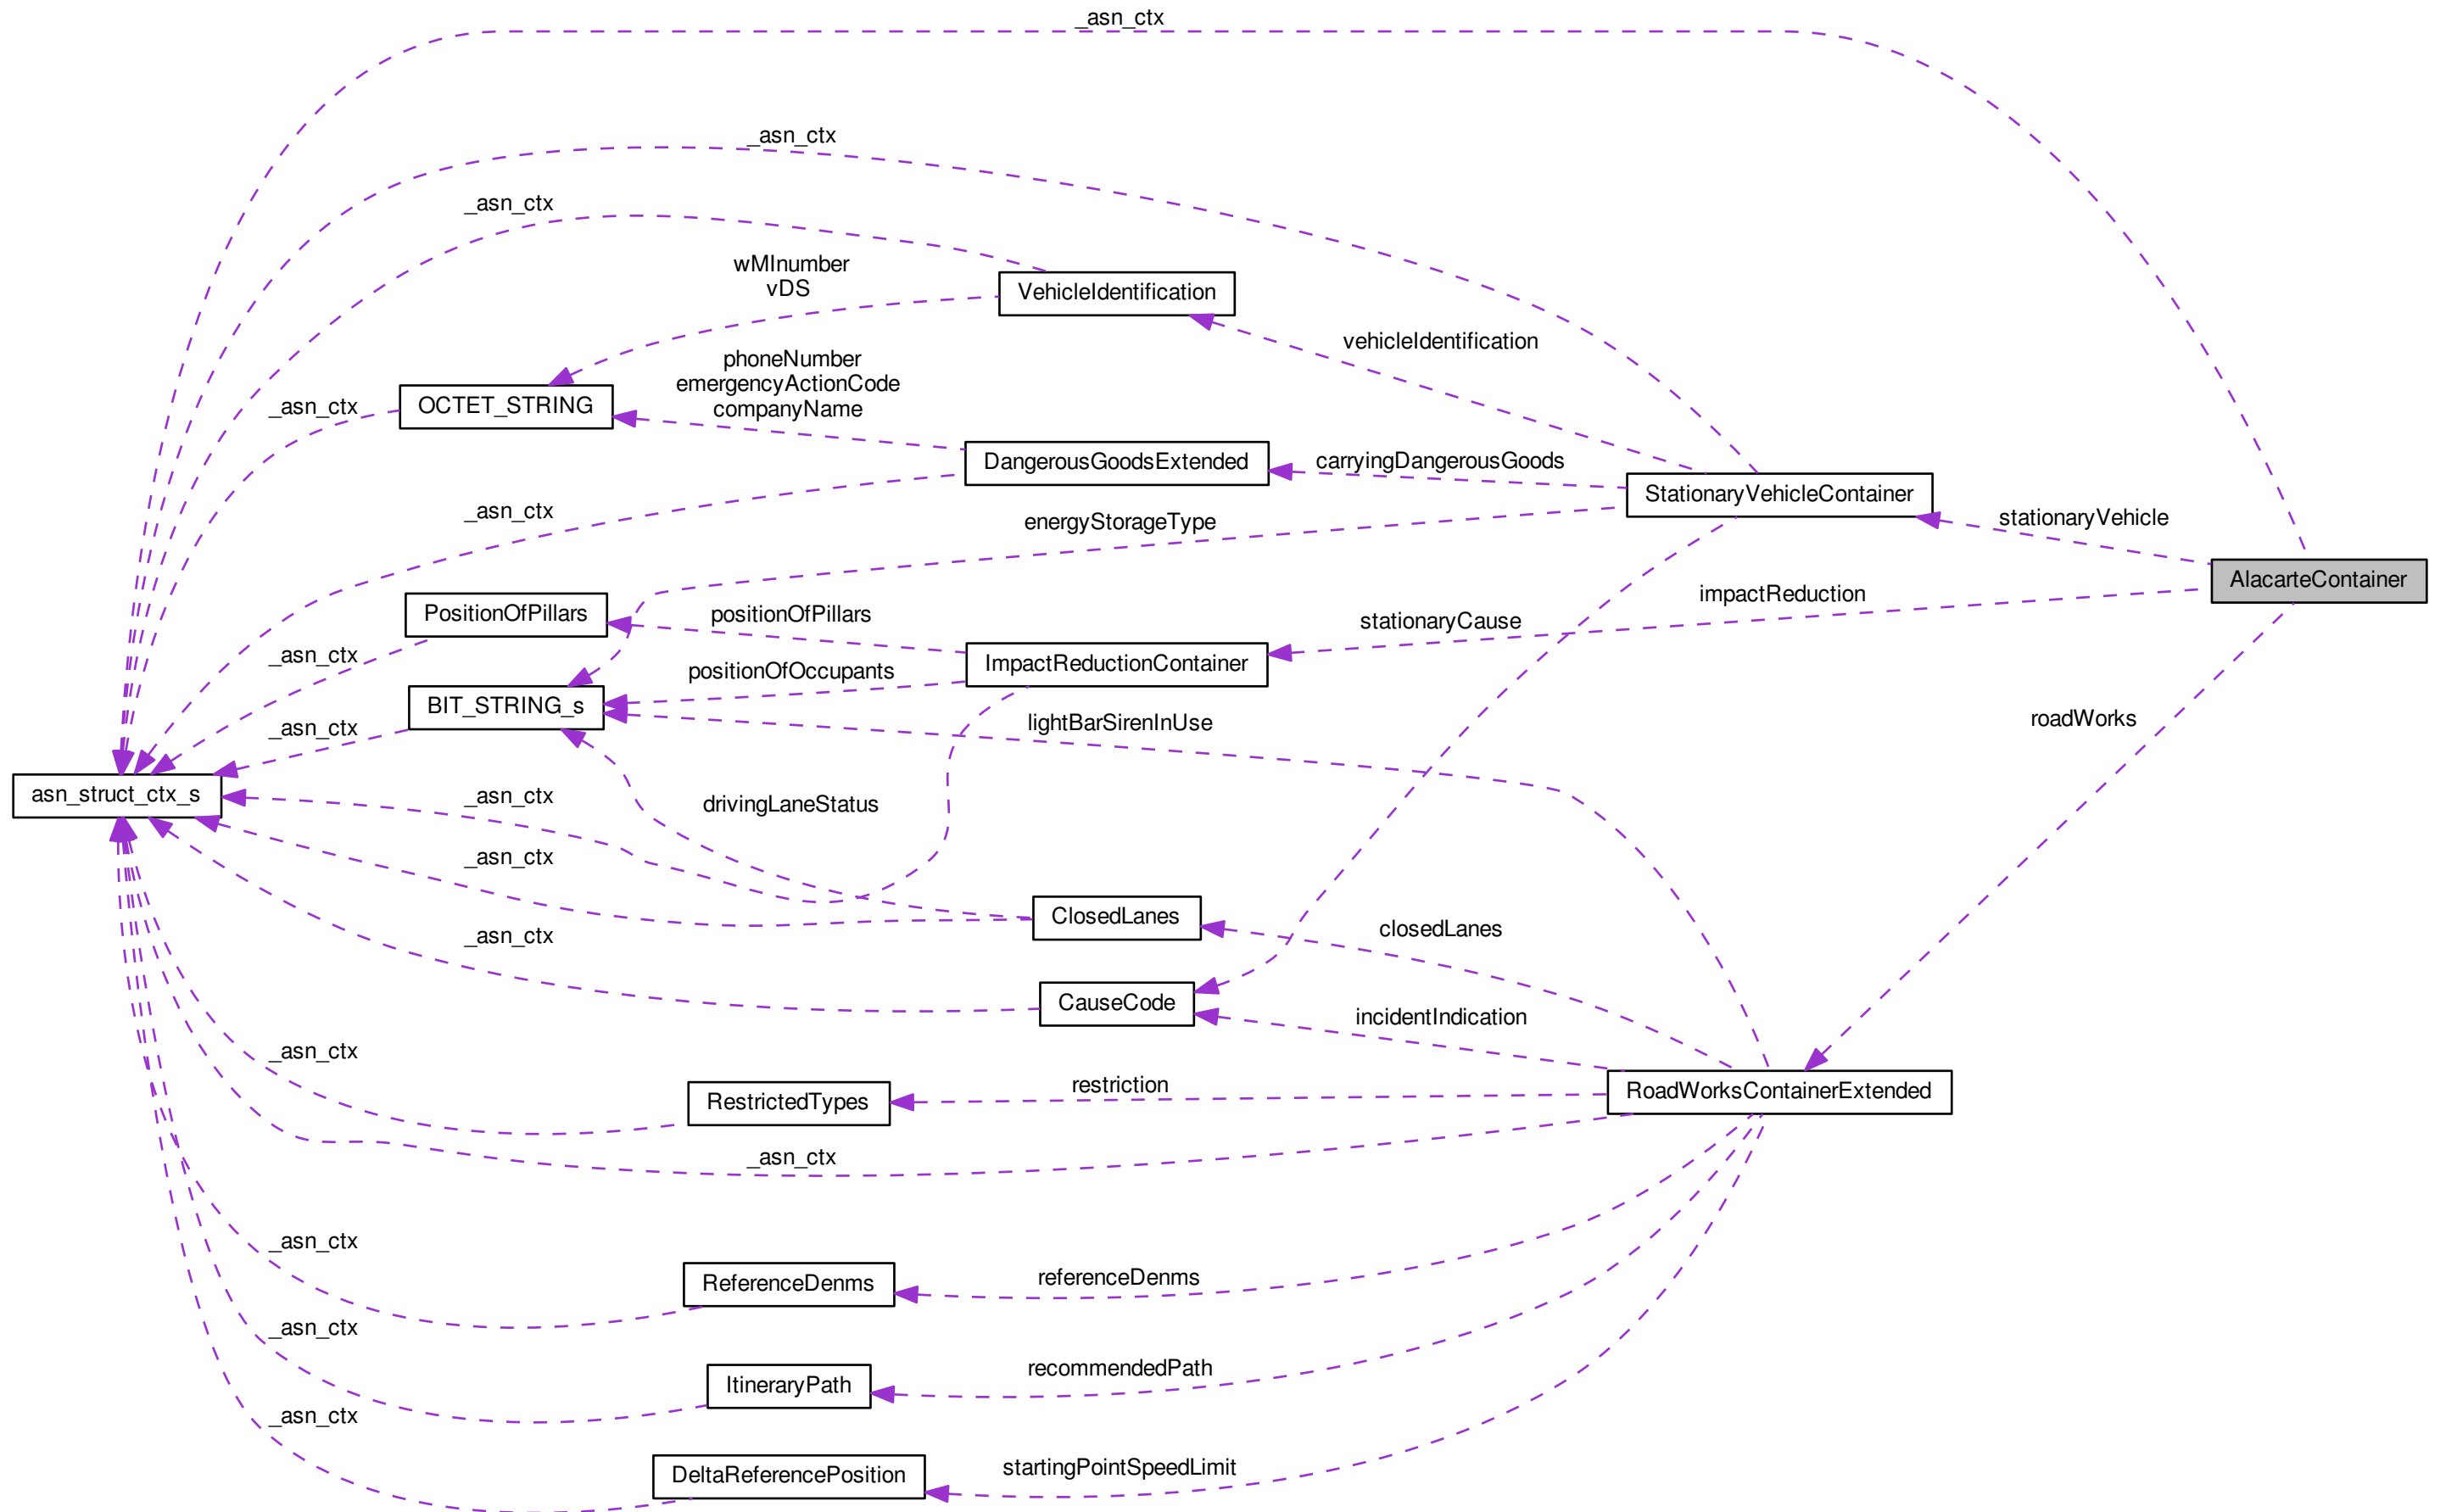 _asn_ctx
_asn_ctx
_asn_ctx
wMInumber
vDS
VehicleIdentification
vehicleIdentification
phoneNumber
emergencyActionCode
companyName
OCTET_STRING
_asn_ctx
DangerousGoodsExtended
carryingDangerousGoods
StationaryVehicleContainer
_asn_ctx
energyStorageType
stationaryVehicle
AlacarteContainer
impactReduction
PositionOfPillars
positionOfPillars
stationaryCause
_asn_ctx
ImpactReductionContainer
positionOfOccupants
BIT_STRING_s
lightBarSirenInUse
roadWorks
_asn_ctx
asn_struct_ctx_s
_asn_ctx
drivingLaneStatus
_asn_ctx
ClosedLanes
closedLanes
_asn_ctx
CauseCode
incidentIndication
_asn_ctx
RestrictedTypes
restriction
RoadWorksContainerExtended
_asn_ctx
_asn_ctx
ReferenceDenms
referenceDenms
_asn_ctx
ItineraryPath
recommendedPath
_asn_ctx
DeltaReferencePosition
startingPointSpeedLimit